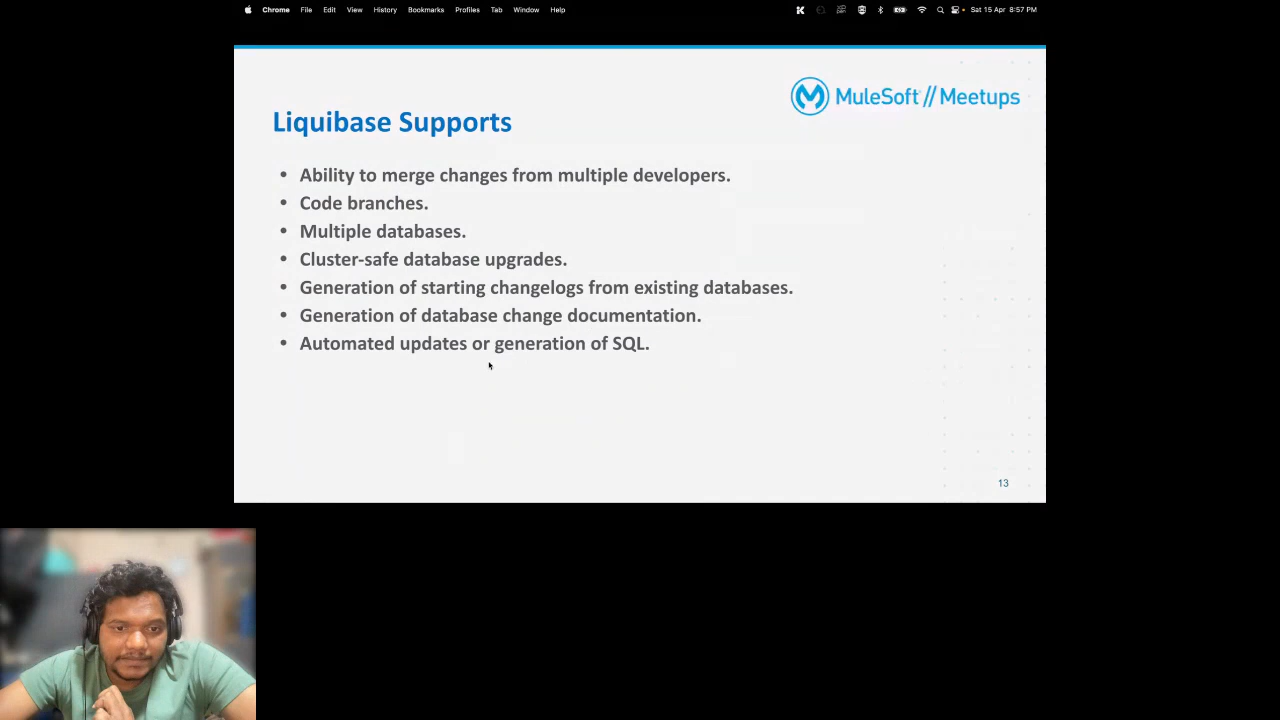 Chrome File Edit View History Bookmarks Profiles Tab Window Help Sat 15 Apr 8:57 PM
MuleSoft // Meetups
Liquibase Supports
• Ability to merge changes from multiple developers.
• Code branches.
• Multiple databases.
• Cluster-safe database upgrades.
• Generation of starting changelogs from existing databases.
• Generation of database change documentation.
• Automated updates or generation of SQL.
13